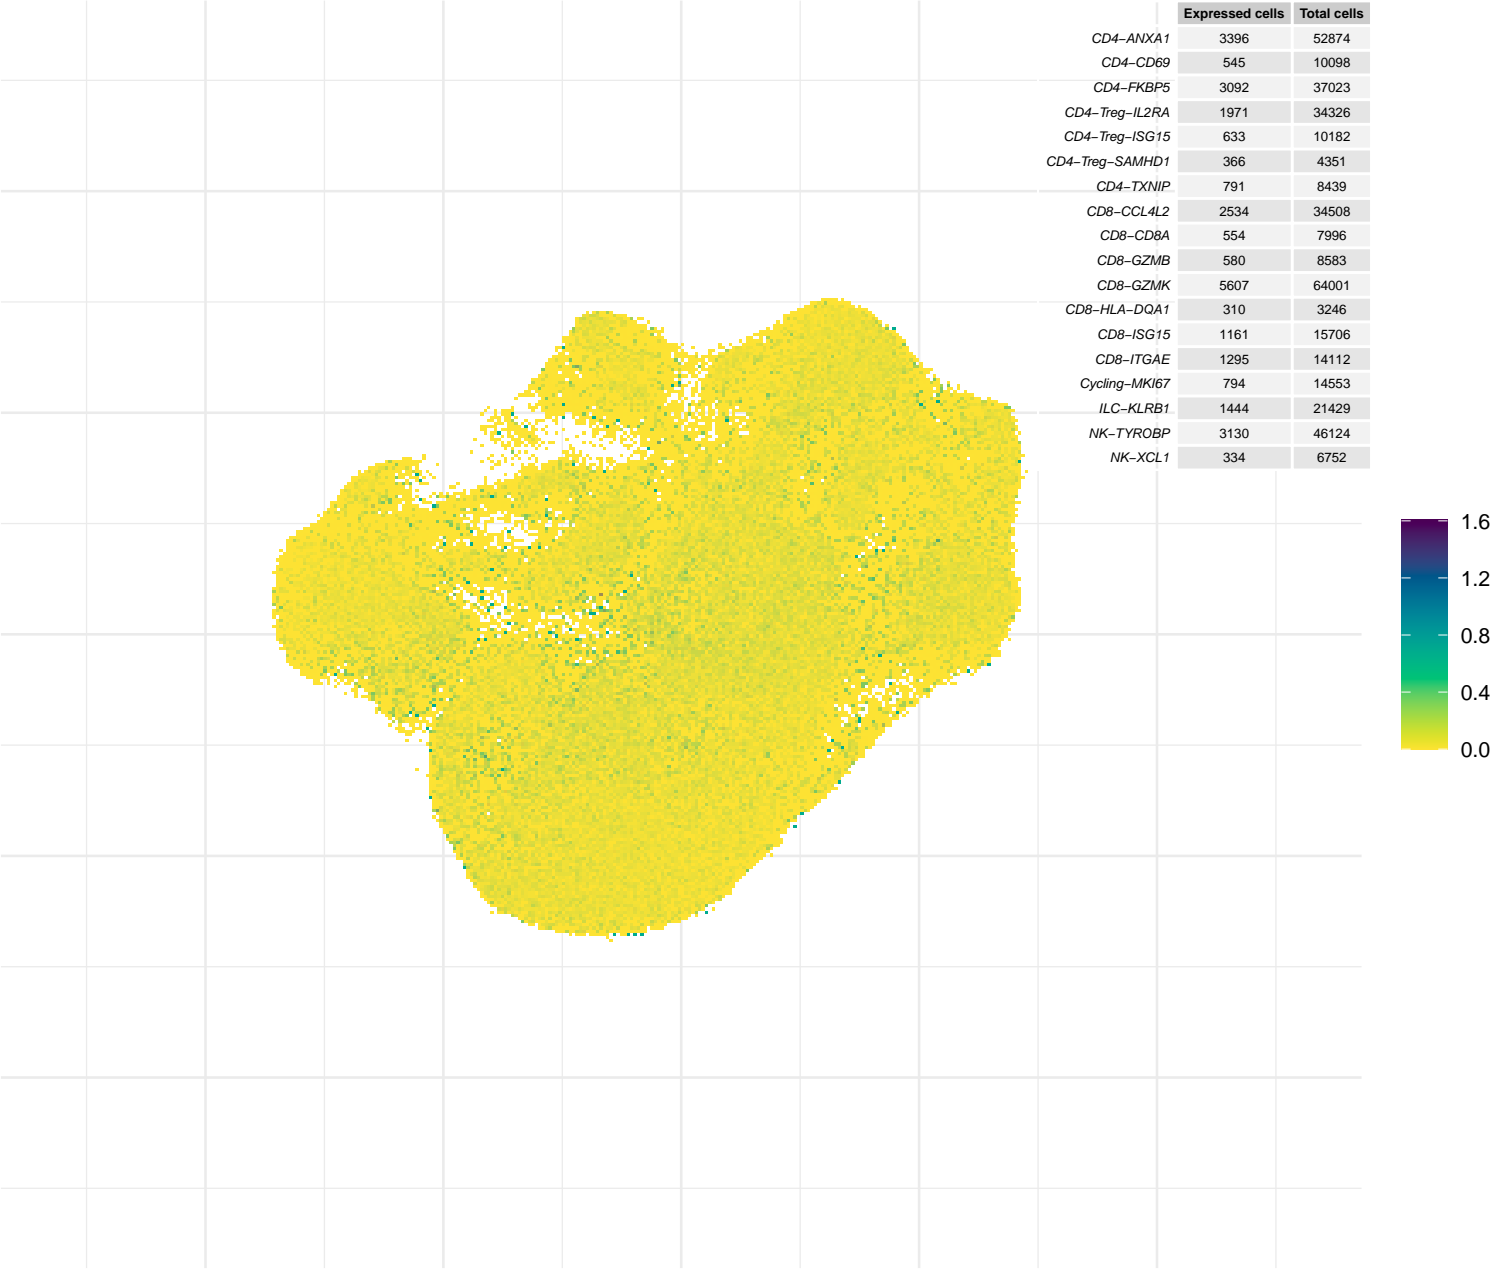 Expressed cells Total cells
CD4−ANXA1 3396 52874
CD4−CD69 545 10098
CD4−FKBP5 3092 37023
CD4−Treg−IL2RA 1971 34326
CD4−Treg−ISG15 633 10182
CD4−Treg−SAMHD1 366 4351
CD4−TXNIP 791 8439
CD8−CCL4L2 2534 34508
CD8−CD8A 554 7996
CD8−GZMB 580 8583
CD8−GZMK 5607 64001
CD8−HLA−DQA1 310 3246
CD8−ISG15 1161 15706
CD8−ITGAE 1295 14112
Cycling−MKI67 794 14553
ILC−KLRB1 1444 21429
NK−TYROBP 3130 46124
NK−XCL1 334 6752
1.6
1.2
0.8
0.4
0.0